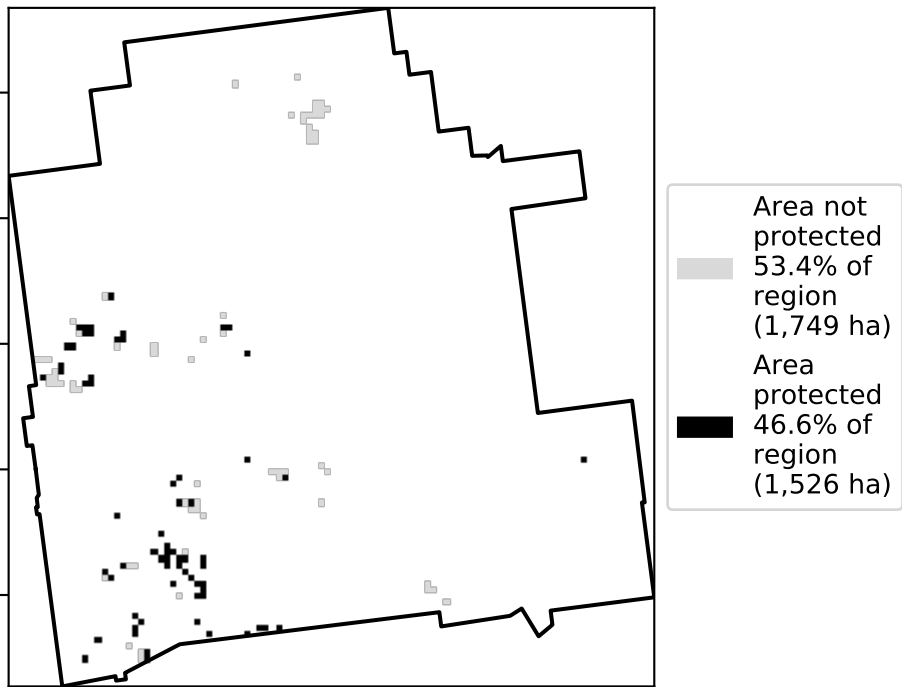 Area not
protected
53.4% of
region
(1,749 ha)
Area
protected
46.6% of
region
(1,526 ha)